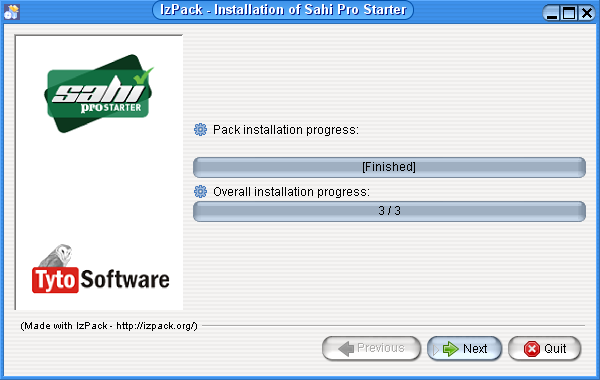 IzPack - Installation of Sahi Pro Starter
sahi
pro STARTER
Pack installation progress:
[Finished]
Overall installation progress:
3 / 3
Tyto Software
(Made with IzPack - http://izpack.org/)
Previous
Next
Quit